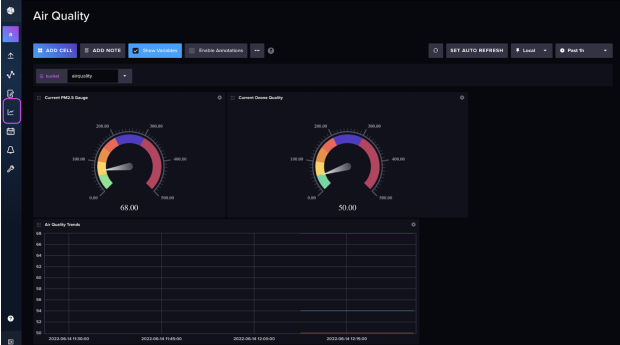 Air Quality
a
ADD CELL
ADD NOTE
Show Variables
Enable Annotations
SET AUTO REFRESH
Local
Past 1h
bucket
airquality
Current PM2.5 Gauge
200.00
300.00
100.00
400.00
0.00
500.00
68.00
Current Ozone Quality
200.00
300.00
100.00
400.00
0.00
500.00
50.00
Air Quality Trends
68
66
64
62
60
58
56
54
52
50
2022-06-14 11:30:00
2022-06-14 11:45:00
2022-06-14 12:00:00
2022-06-14 12:15:00